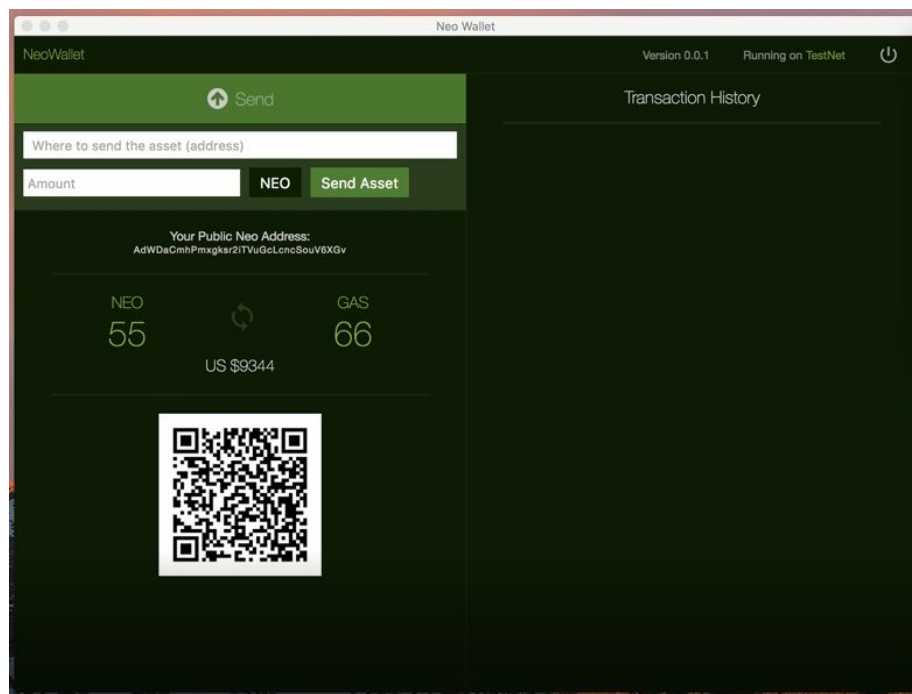 Neo Wallet
NeoWallet
Version 0.0.1
Running on TestNet
Send
Where to send the asset (address)
Amount
NEO
Send Asset
Your Public Neo Address:
AdWDaCmhPmxgksr2iTVuGcLcncSouV6XGv
NEO
GAS
55
66
US $9344
Transaction History